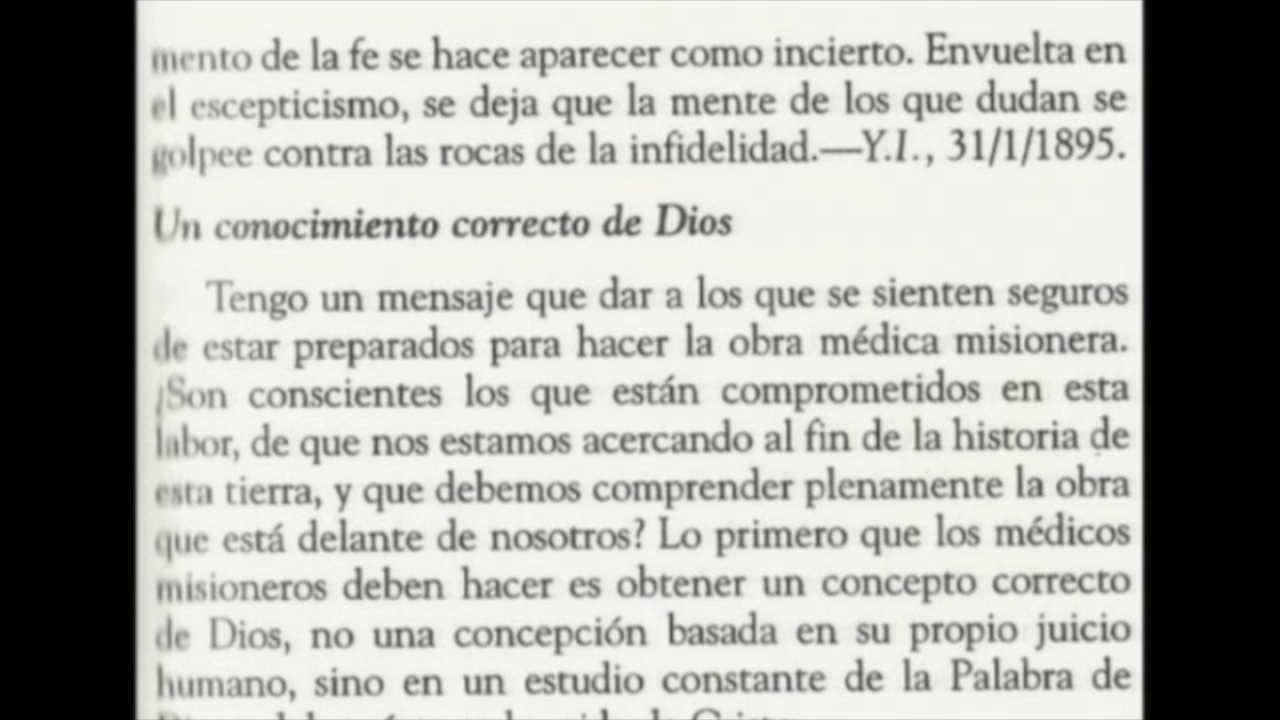 mento de la fe se hace aparecer como incierto. Envuelta en
el escepticismo, se deja que la mente de los que dudan se
golpee contra las rocas de la infidelidad.—Y.I., 31/1/1895.
Un conocimiento correcto de Dios
Tengo un mensaje que dar a los que se sienten seguros
de estar preparados para hacer la obra médica misionera.
¿Son conscientes los que están comprometidos en esta
labor, de que nos estamos acercando al fin de la historia de
esta tierra, y que debemos comprender plenamente la obra
que está delante de nosotros? Lo primero que los médicos
misioneros deben hacer es obtener un concepto correcto
de Dios, no una concepción basada en su propio juicio
humano, sino en un estudio constante de la Palabra de